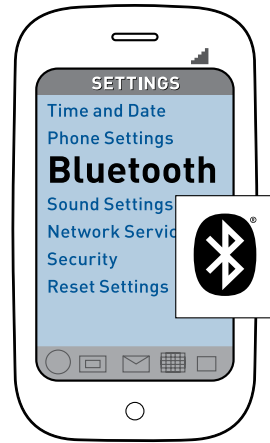 SETTINGS
Time and Date
Phone Settings
Bluetooth
Sound Settings
®
Network Servic
Security
Reset Settings